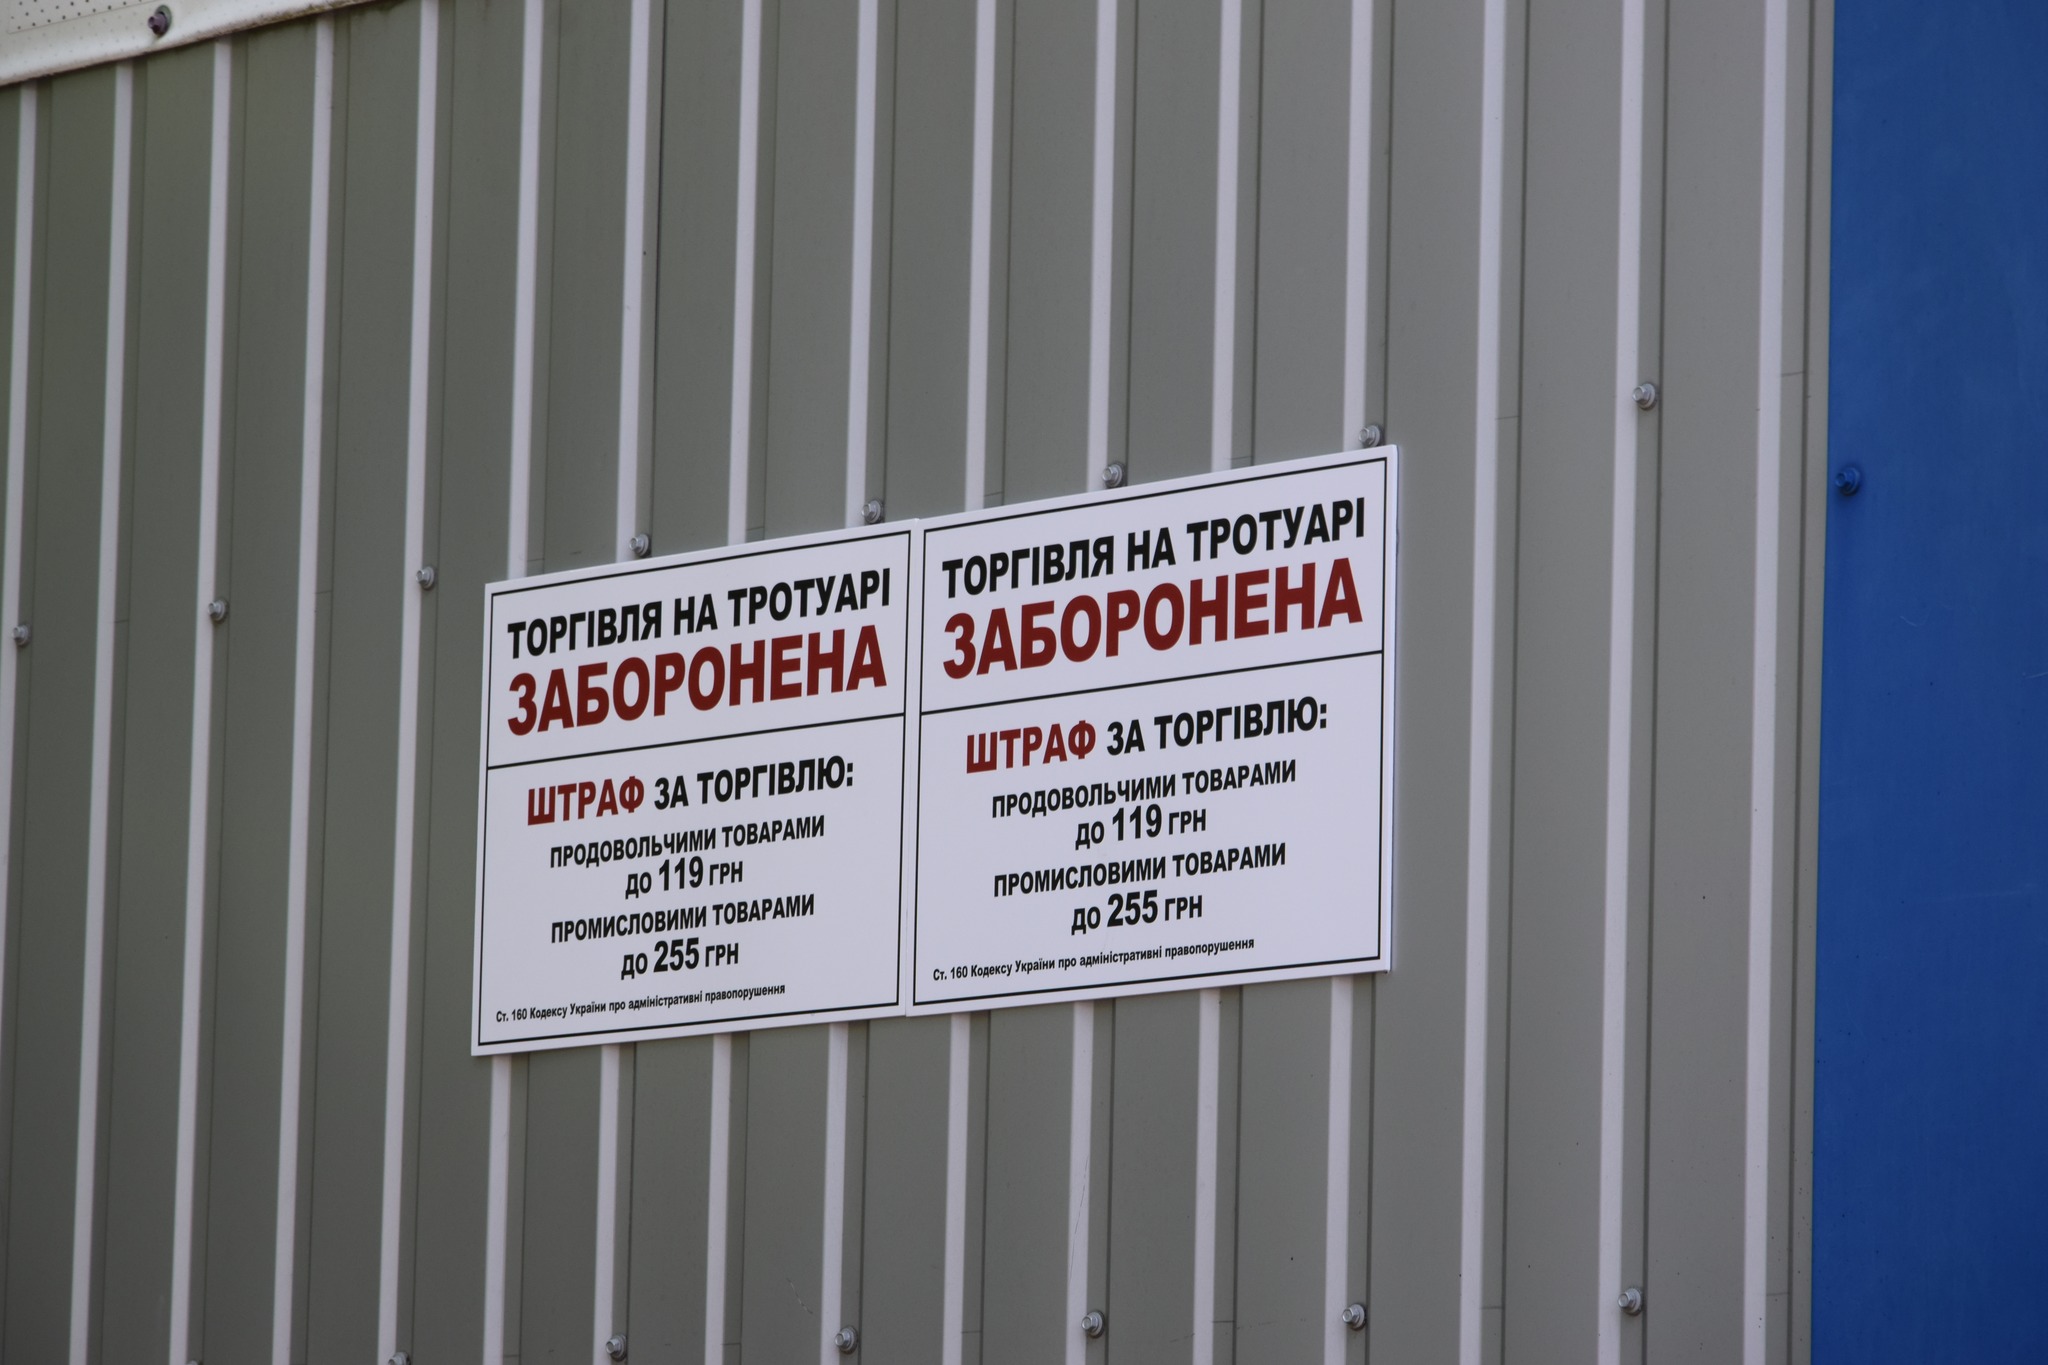 ТОРГІВЛЯ НА ТРОТУАРІ
ЗАБОРОНЕНА
ШТРАФ ЗА ТОРГІВЛЮ:
ПРОДОВОЛЬЧИМИ ТОВАРАМИ
ДО 119 ГРН
ПРОМИСЛОВИМИ ТОВАРАМИ
ДО 255 ГРН
Ст. 160 Кодексу України про адміністративні правопорушення
ТОРГІВЛЯ НА ТРОТУАРІ
ЗАБОРОНЕНА
ШТРАФ ЗА ТОРГІВЛЮ:
ПРОДОВОЛЬЧИМИ ТОВАРАМИ
ДО 119 ГРН
ПРОМИСЛОВИМИ ТОВАРАМИ
ДО 255 ГРН
Ст. 160 Кодексу України про адміністративні правопорушення